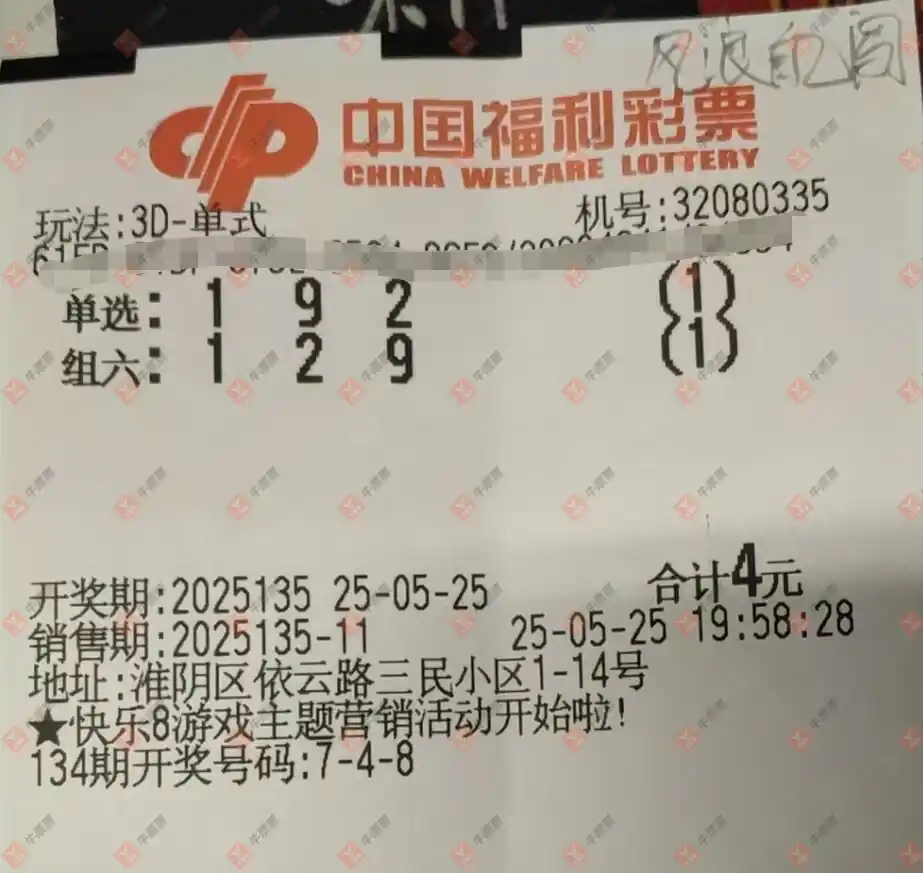 中国福利彩票
CHINA WELFARE LOTTERY
玩法:3D-单式 机号:32080335
单选: 1 9 2 (1)
组六: 1 2 9 (1)
合计4元
开奖期:2025135 25-05-25
销售期:2025135-11 25-05-25 19:58:28
地址:淮阴区依云路三民小区1-14号
★快乐8游戏主题营销活动开始啦!
134期开奖号码:7-4-8